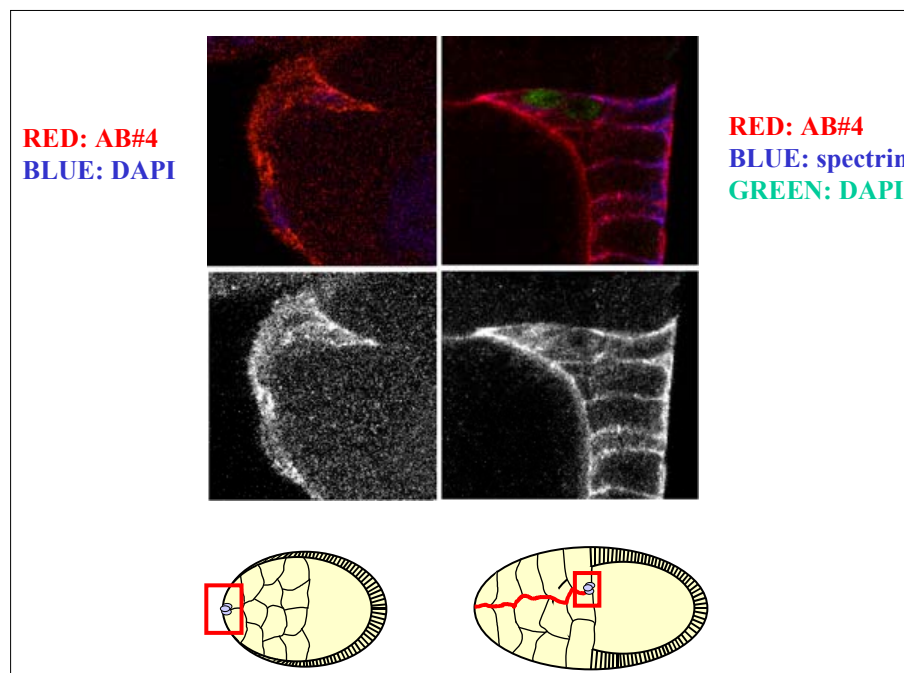 RED: AB#4
BLUE: DAPI
RED: AB#4
BLUE: spectrin
GREEN: DAPI